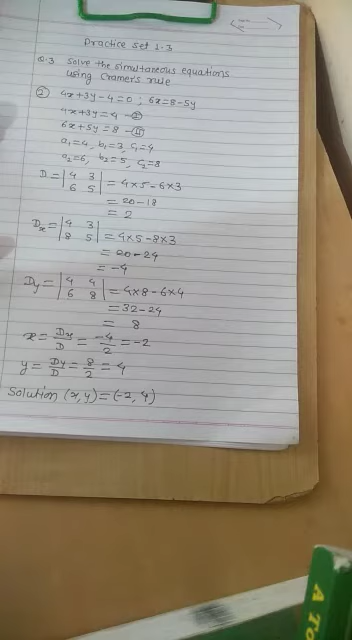 Practice set 1.3
Q.3 Solve the simultaneous equations
using Cramer's rule
② 4x+3y-4=0 ; 6x=8-5y
4x+3y=4 -Ⓘ
6x+5y=8 -Ⓘ
a₁=4, b₁=3, c₁=4
a₂=6, b₂=5, c₂=8
D = |4 3| = 4×5-6×3
|6 5|
= 20-18
= 2
Dx = |4 3| = 4×5-8×3
|8 5|
= 20-24
= -4
Dy = |4 4| = 4×8-6×4
|6 8|
= 32-24
= 8
x = Dx/D = -4/2 = -2
y = Dy/D = 8/2 = 4
Solution (x,y)=(-2,4)
A TO